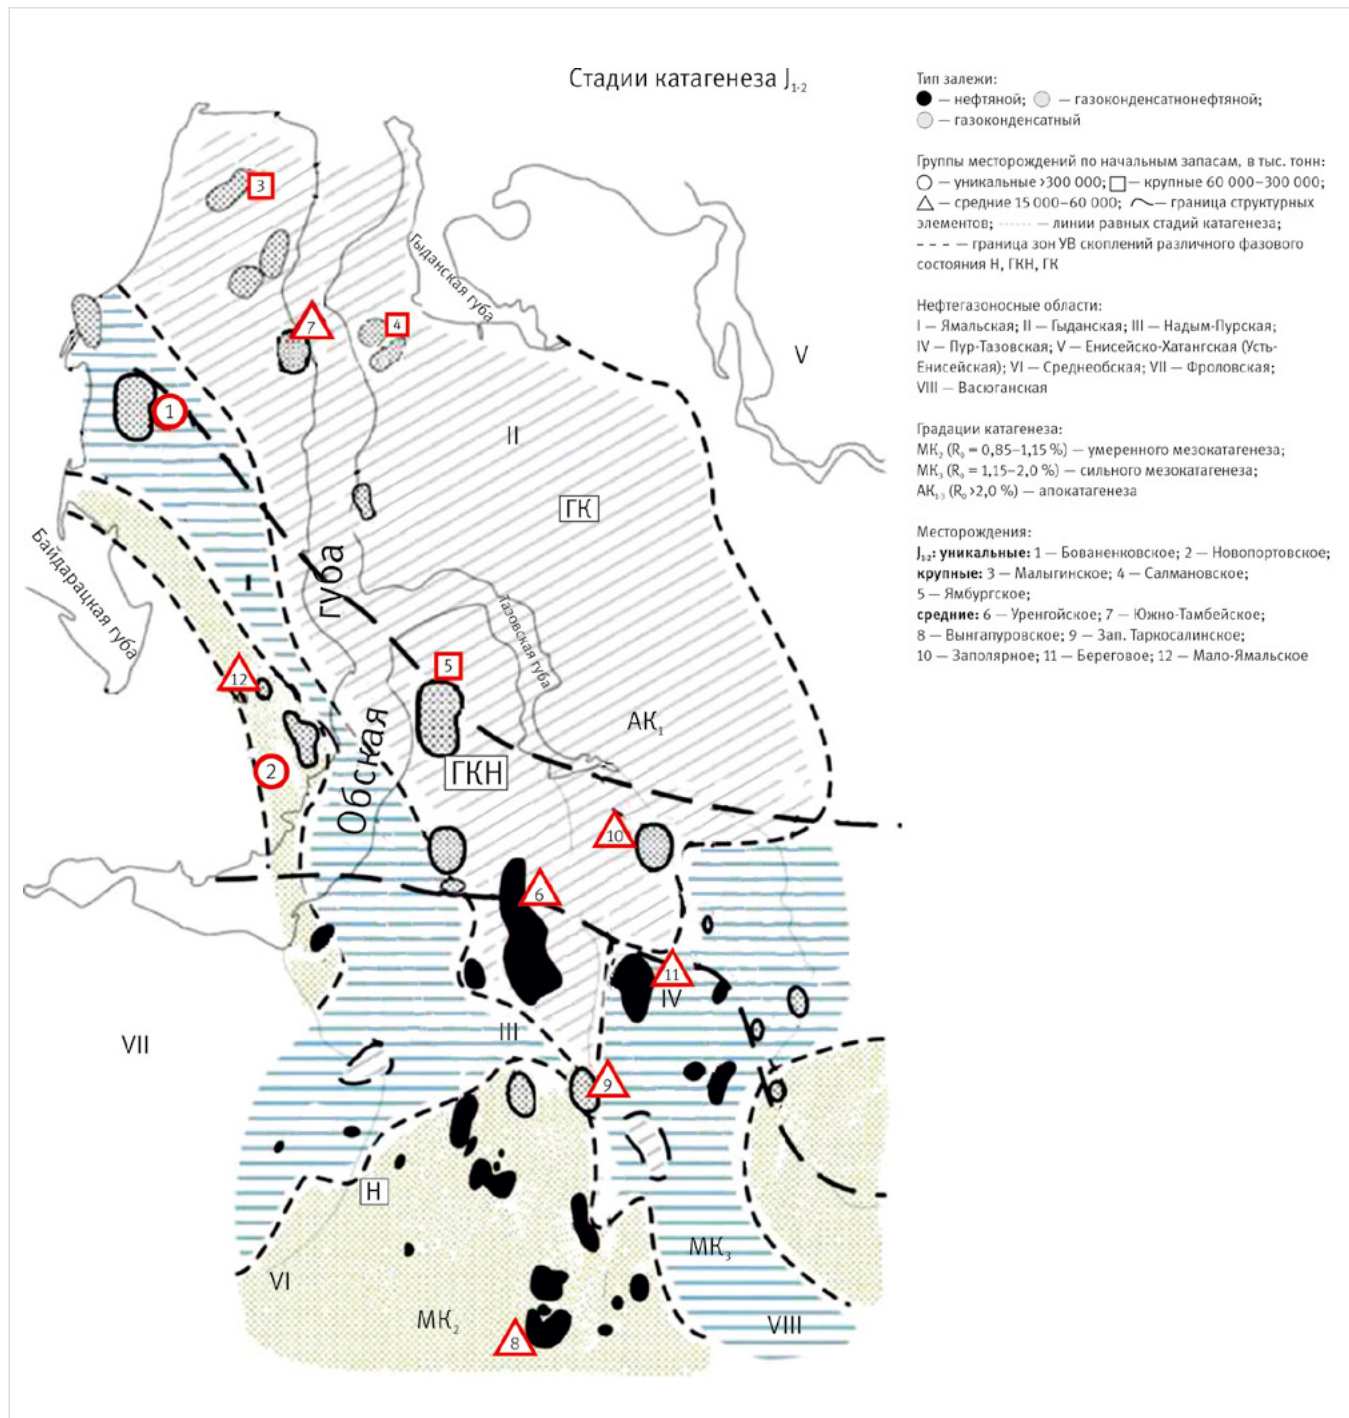 Стадии катагенеза J₁₋₂
Тип залежи:
— нефтяной; — газоконденсатнонефтяной;
— газоконденсатный
Группы месторождений по начальным запасам, в тыс. тонн:
— уникальные >300 000; — крупные 60 000–300 000;
— средние 15 000–60 000; — граница структурных
элементов; — линии равных стадий катагенеза;
— граница зон УВ скоплений различного фазового
состояния Н, ГКН, ГК
Нефтегазоносные области:
I — Ямальская; II — Гыданская; III — Надым-Пурская;
IV — Пур-Тазовская; V — Енисейско-Хатангская (Усть-
Енисейская); VI — Среднеобская; VII — Фроловская;
VIII — Васюганская
Градации катагенеза:
МК₂ (R₀ = 0,85–1,15 %) — умеренного мезокатагенеза;
МК₃ (R₀ = 1,15–2,0 %) — сильного мезокатагенеза;
АК₁₋₃ (R₀ >2,0 %) — апокатагенеза
Месторождения:
J₁₋₂: уникальные: 1 — Бованенковское; 2 — Новопортовское;
крупные: 3 — Малыгинское; 4 — Салмановское;
5 — Ямбургское;
средние: 6 — Уренгойское; 7 — Южно-Тамбейское;
8 — Вынгапуровское; 9 — Зап. Таркосалинское;
10 — Заполярное; 11 — Береговое; 12 — Мало-Ямальское
3
Гыданская губа
7
4
V
1
II
ГК
Байдарацкая губа
I
губа
Тазовская губа
5
12
АК₁
2
Обская
ГКН
10
6
11
IV
VII
III
9
Н
МК₃
VI
МК₂
VIII
8